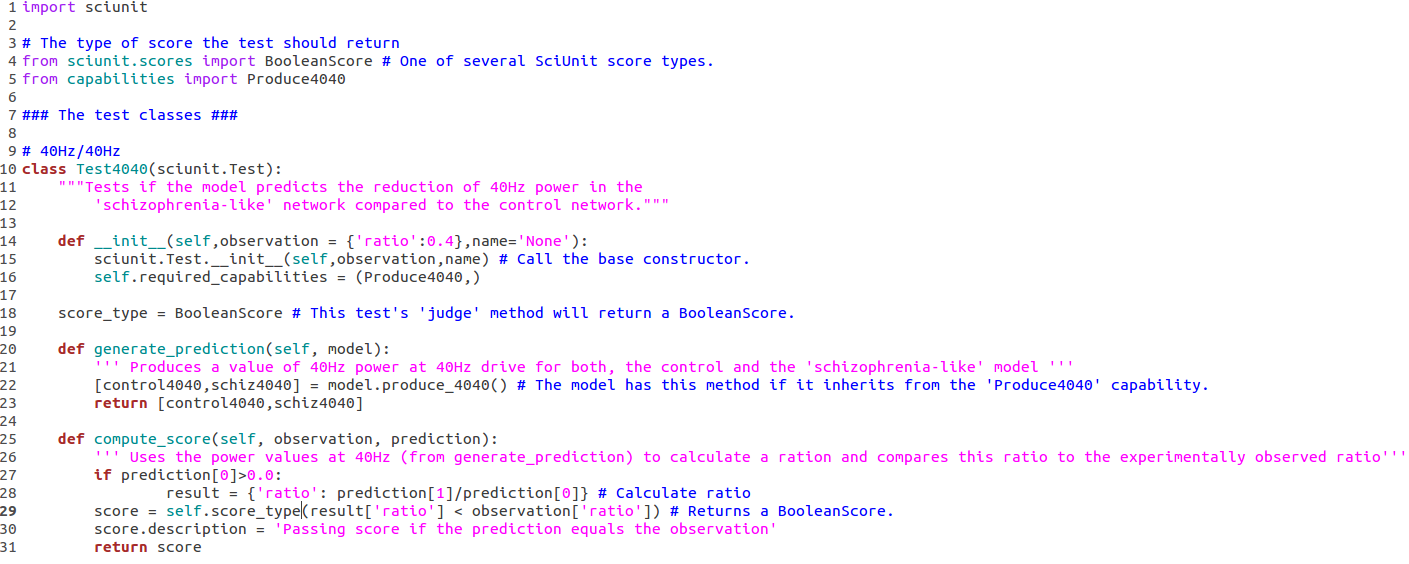 1 import sciunit
2
3 # The type of score the test should return
4 from sciunit.scores import BooleanScore # One of several SciUnit score types.
5 from capabilities import Produce4040
6
7 ### The test classes ###
8
9 # 40Hz/40Hz
10 class Test4040(sciunit.Test):
11     """Tests if the model predicts the reduction of 40Hz power in the
12         'schizophrenia-like' network compared to the control network."""
13
14     def __init__(self,observation = {'ratio':0.4},name='None'):
15         sciunit.Test.__init__(self,observation,name) # Call the base constructor.
16         self.required_capabilities = (Produce4040,)
17
18     score_type = BooleanScore # This test's 'judge' method will return a BooleanScore.
19
20     def generate_prediction(self, model):
21         ''' Produces a value of 40Hz power at 40Hz drive for both, the control and the 'schizophrenia-like' model '''
22         [control4040,schiz4040] = model.produce_4040() # The model has this method if it inherits from the 'Produce4040' capability.
23         return [control4040,schiz4040]
24
25     def compute_score(self, observation, prediction):
26         ''' Uses the power values at 40Hz (from generate_prediction) to calculate a ration and compares this ratio to the experimentally observed ratio'''
27         if prediction[0]>0.0:
28                 result = {'ratio': prediction[1]/prediction[0]} # Calculate ratio
29         score = self.score_type(result['ratio'] < observation['ratio']) # Returns a BooleanScore.
30         score.description = 'Passing score if the prediction equals the observation'
31         return score